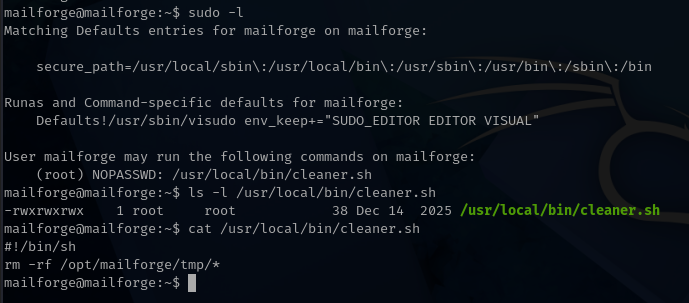 mailforge@mailforge:~$ sudo -l
Matching Defaults entries for mailforge on mailforge:
secure_path=/usr/local/sbin\:/usr/local/bin\:/usr/sbin\:/usr/bin\:/sbin\:/bin
Runas and Command-specific defaults for mailforge:
Defaults!/usr/sbin/visudo env_keep+="SUDO_EDITOR EDITOR VISUAL"
User mailforge may run the following commands on mailforge:
(root) NOPASSWD: /usr/local/bin/cleaner.sh
mailforge@mailforge:~$ ls -l /usr/local/bin/cleaner.sh
-rwxrwxrwx 1 root root 38 Dec 14 2025 /usr/local/bin/cleaner.sh
mailforge@mailforge:~$ cat /usr/local/bin/cleaner.sh
#!/bin/sh
rm -rf /opt/mailforge/tmp/*
mailforge@mailforge:~$